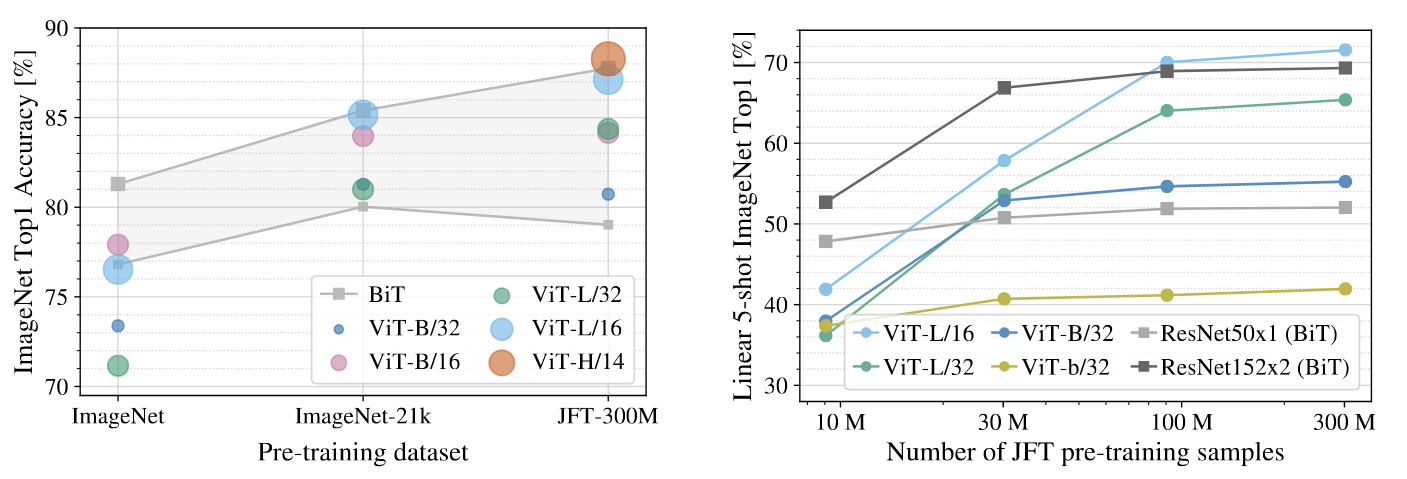 ImageNet Top1 Accuracy [%]
90
85
80
75
70
BiT
ViT-B/32
ViT-B/16
ViT-L/32
ViT-L/16
ViT-H/14
ImageNet
ImageNet-21k
JFT-300M
Pre-training dataset
Linear 5-shot ImageNet Top1 [%]
70
60
50
40
30
ViT-L/16
ViT-L/32
ViT-B/32
ViT-b/32
ResNet50x1 (BiT)
ResNet152x2 (BiT)
10 M
30 M
100 M
300 M
Number of JFT pre-training samples